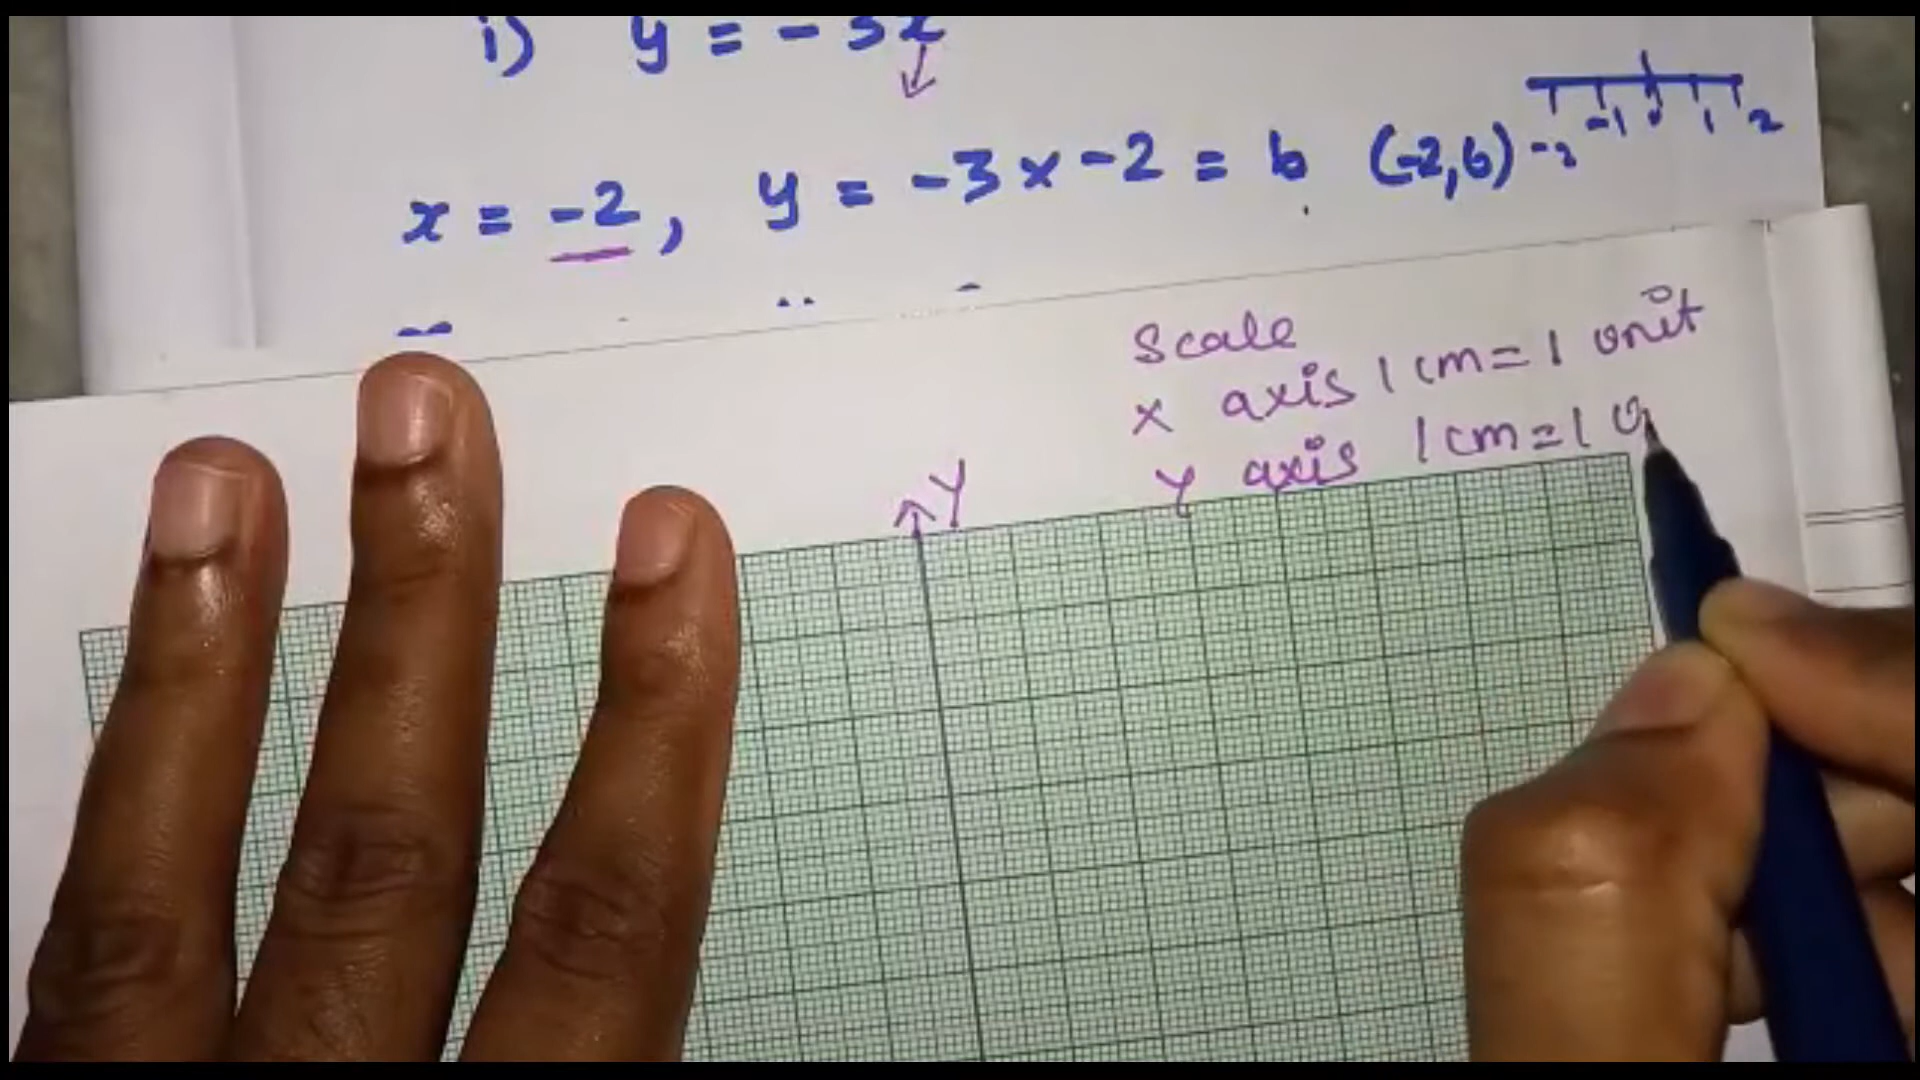 i) y = -3x
-2 -1 0 1 2
x = -2, y = -3 x -2 = 6 (-2,6)
Scale
X axis 1 cm = 1 unit
Y axis 1 cm = 1 u
Y